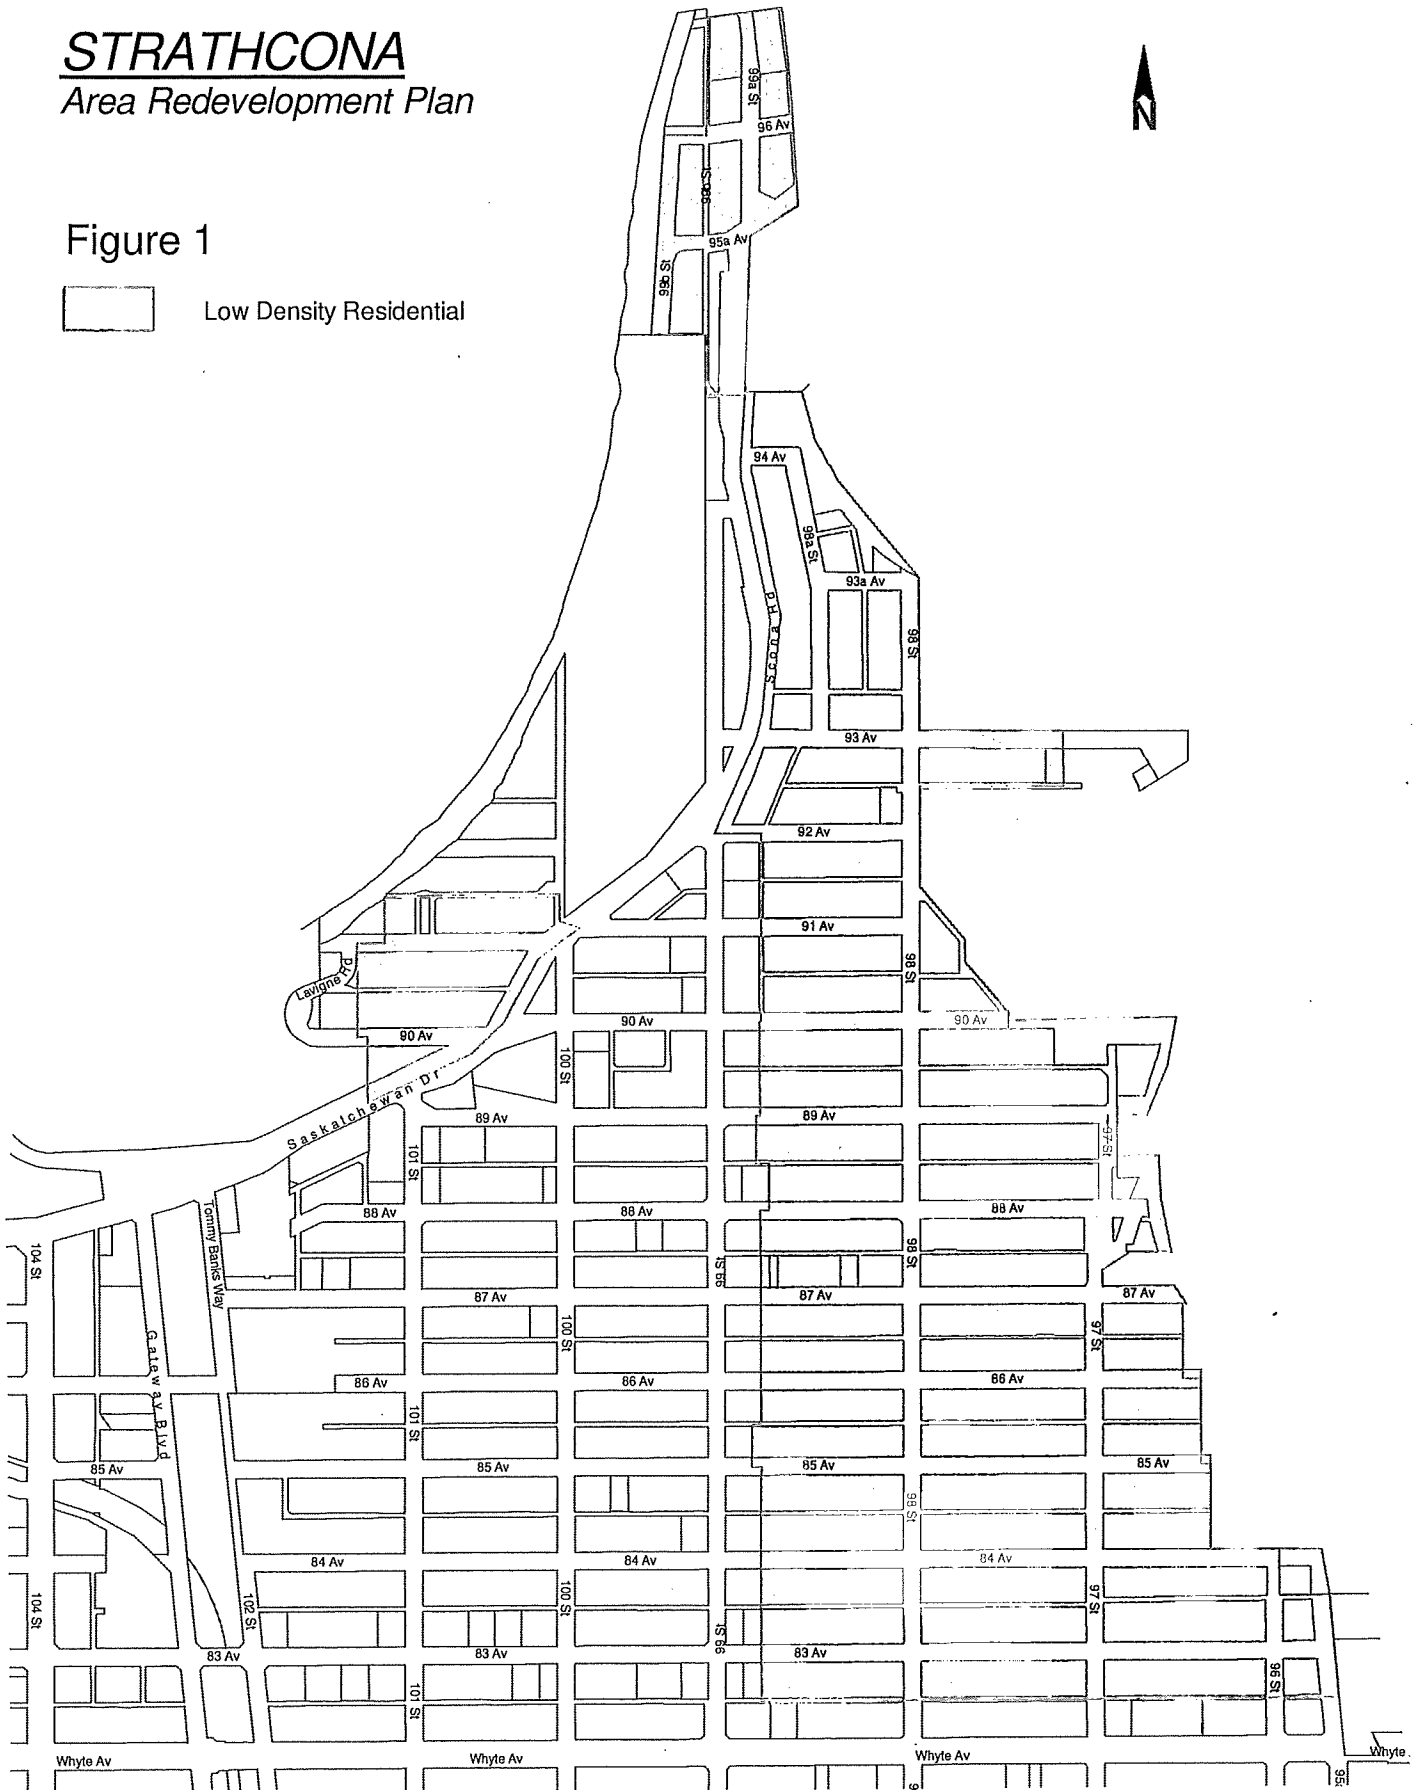 STRATHCONA
Area Redevelopment Plan
N
Figure 1
Low Density Residential
99a St
96 Av
99b St
95a Av
99b St
94 Av
98a St
93a Av
Scona Rd
98 St
93 Av
92 Av
91 Av
98 St
Lavigne Rd
90 Av
90 Av
90 Av
100 St
Saskatchewan Dr
89 Av
89 Av
97 St
101 St
88 Av
88 Av
88 Av
Tommy Banks Way
104 St
99 St
98 St
87 Av
87 Av
87 Av
Gateway Blvd
100 St
97 St
86 Av
86 Av
86 Av
101 St
85 Av
85 Av
85 Av
85 Av
98 St
84 Av
84 Av
84 Av
104 St
102 St
100 St
99 St
97 St
83 Av
83 Av
83 Av
101 St
96 St
Whyte Av
Whyte Av
Whyte Av
Whyte